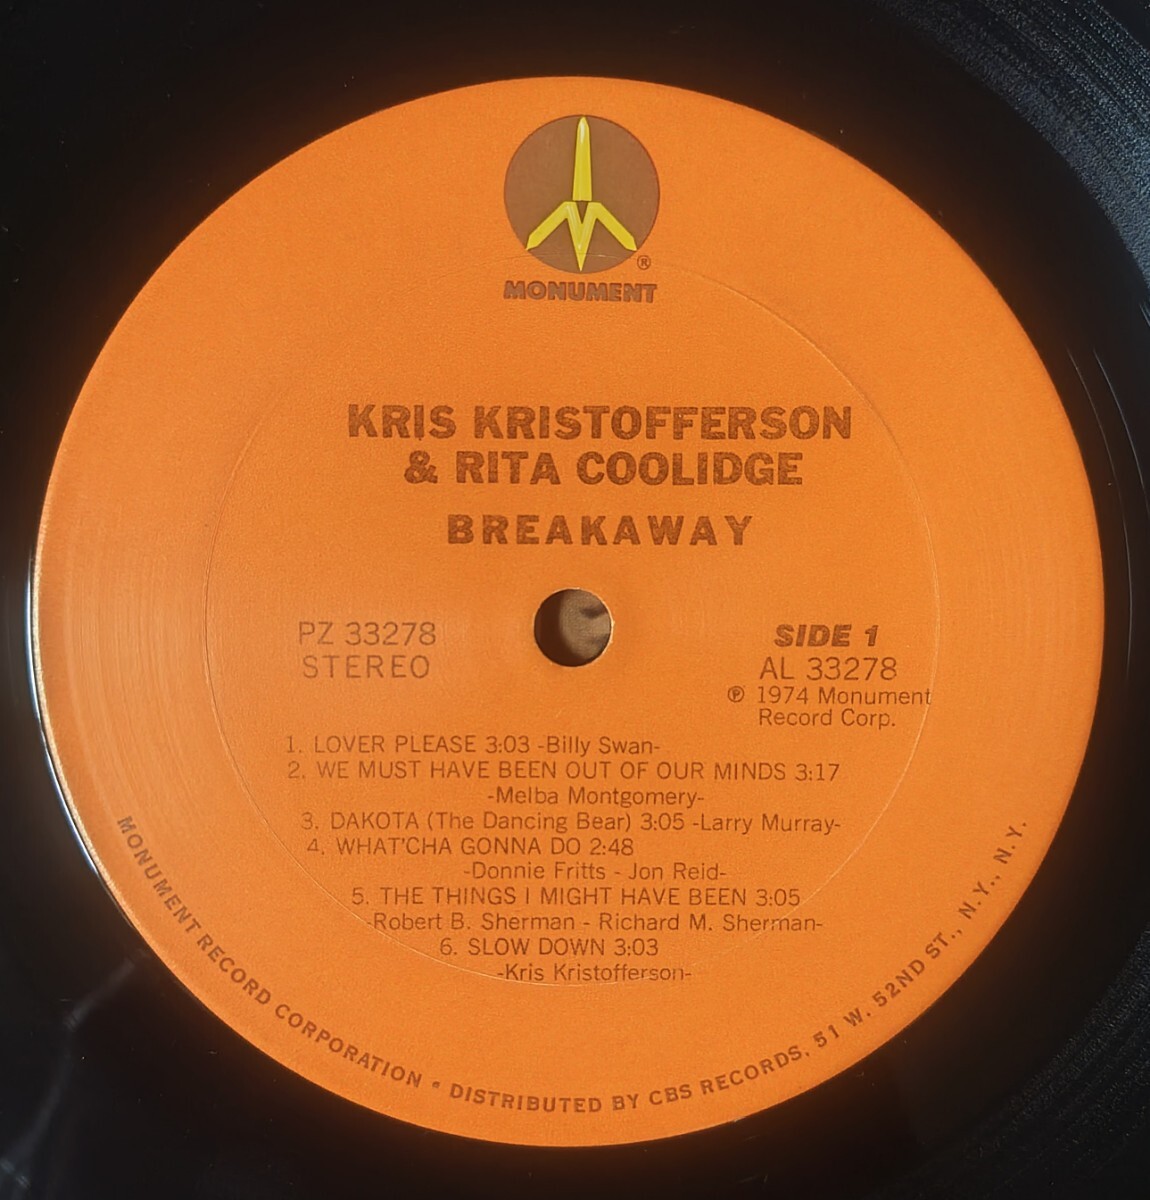 ®
MONUMENT
KRIS KRISTOFFERSON
& RITA COOLIDGE
BREAKAWAY
PZ 33278
STEREO
SIDE 1
AL 33278
℗ 1974 Monument
Record Corp.
1. LOVER PLEASE 3:03 -Billy Swan-
2. WE MUST HAVE BEEN OUT OF OUR MINDS 3:17
-Melba Montgomery-
3. DAKOTA (The Dancing Bear) 3:05 -Larry Murray-
4. WHAT'CHA GONNA DO 2:48
-Donnie Fritts - Jon Reid-
5. THE THINGS I MIGHT HAVE BEEN 3:05
-Robert B. Sherman - Richard M. Sherman-
6. SLOW DOWN 3:03
-Kris Kristofferson-
MONUMENT RECORD CORPORATION • DISTRIBUTED BY CBS RECORDS, 51 W. 52ND ST., N.Y., N.Y.